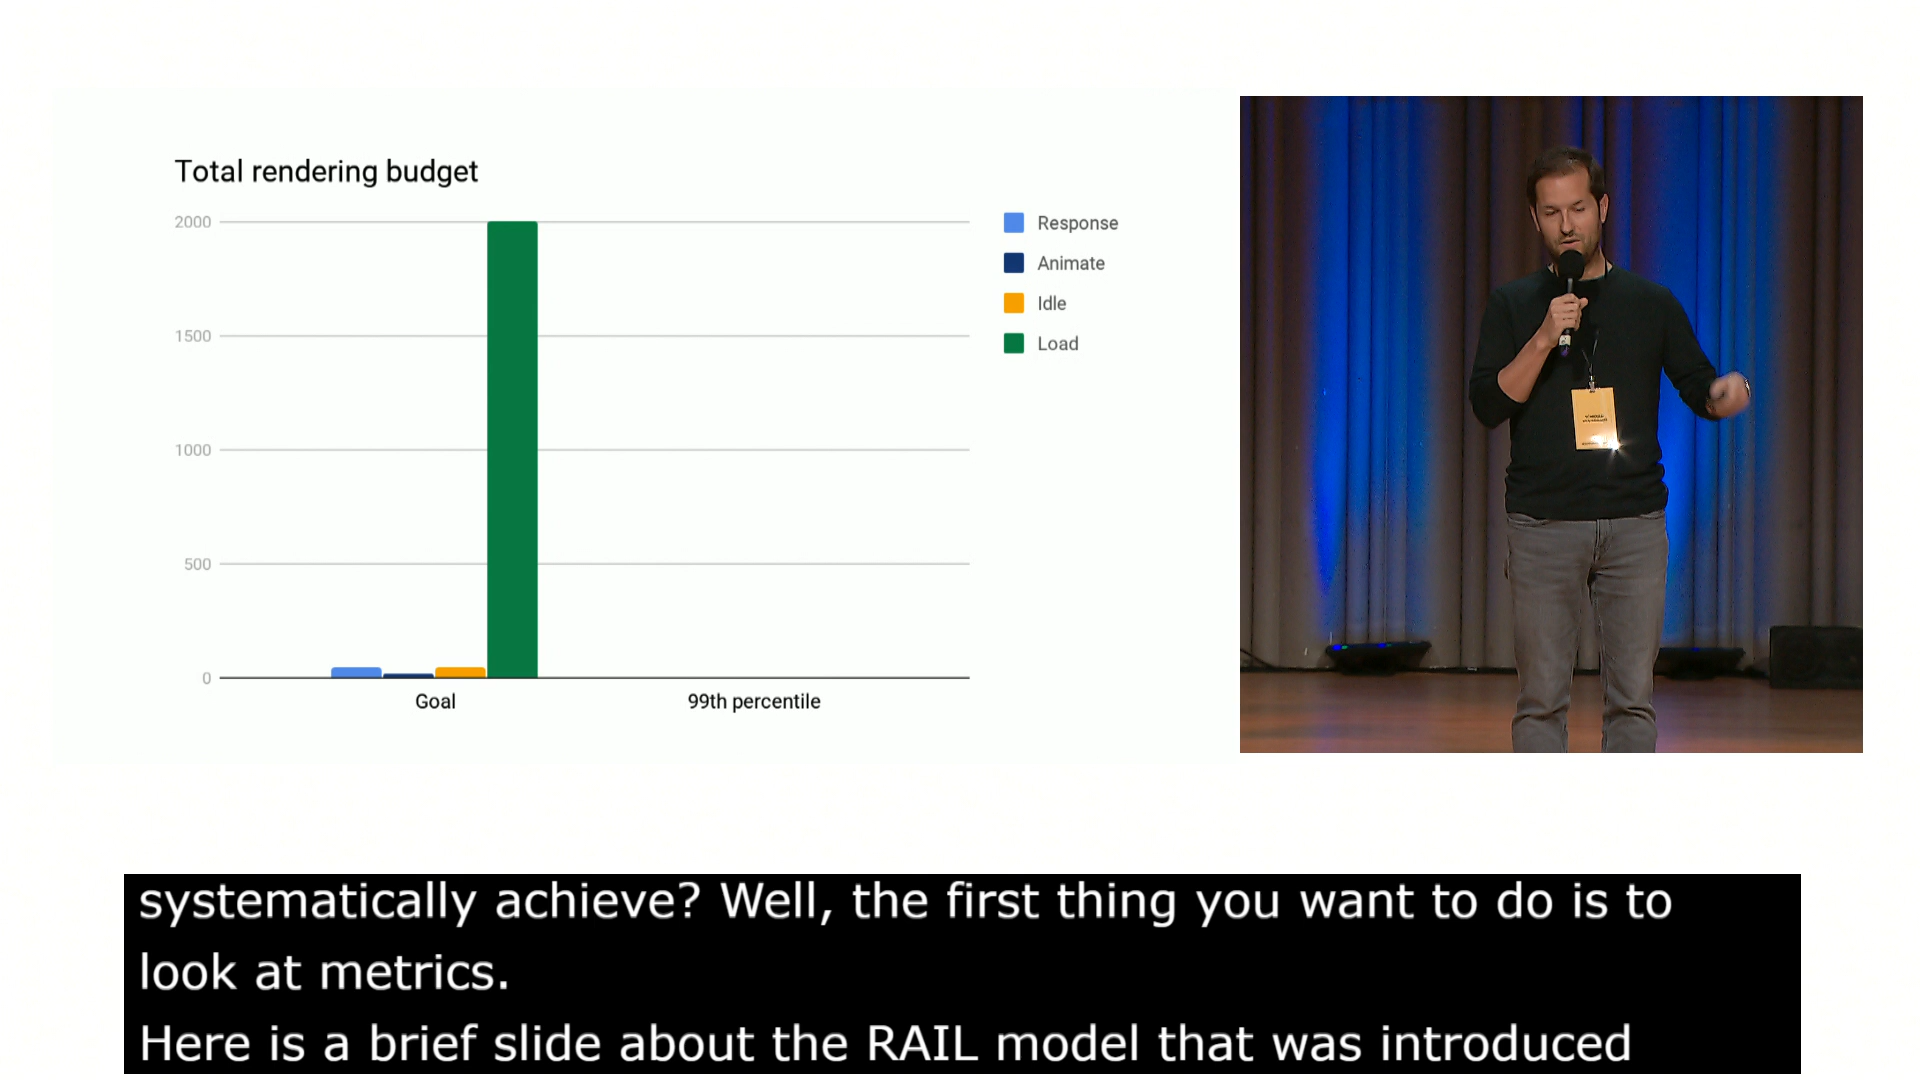 Total rendering budget
2000
1500
1000
500
0
Goal
99th percentile
Response
Animate
Idle
Load
systematically achieve? Well, the first thing you want to do is to
look at metrics.
Here is a brief slide about the RAIL model that was introduced